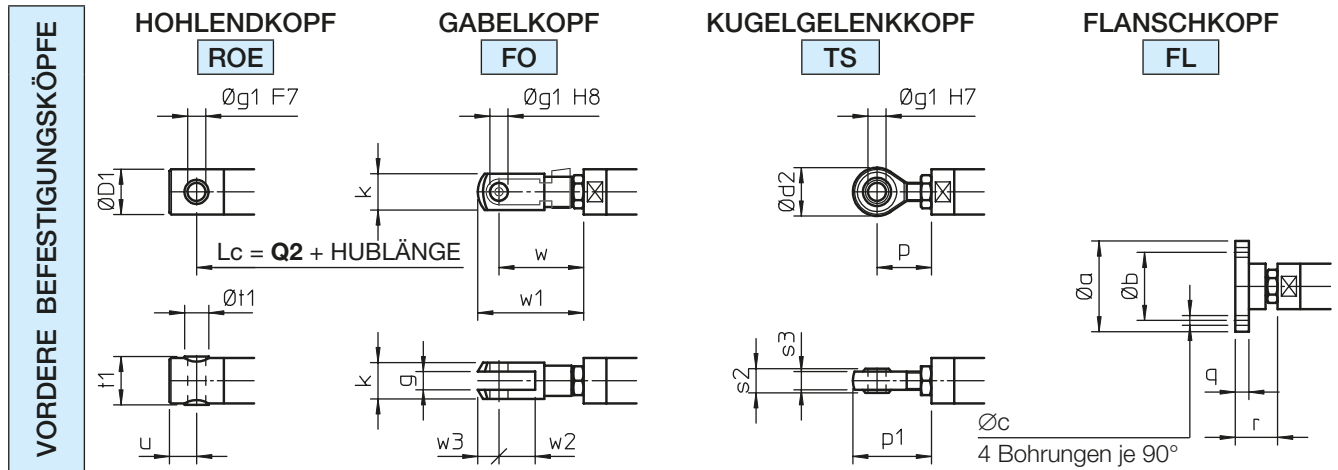 VORDERE BEFESTIGUNGSKÖPFE
HOHLENDKOPF
ROE
Øg1 F7
ØD1
Lc = Q2 + HUBLÄNGE
Øt1
t1
u
GABELKOPF
FO
Øg1 H8
k
w
w1
k
g
w3
w2
KUGELGELENKKOPF
TS
Øg1 H7
Ød2
p
s3
s2
p1
FLANSCHKOPF
FL
Øa
Øb
q
r
Øc
4 Bohrungen je 90°